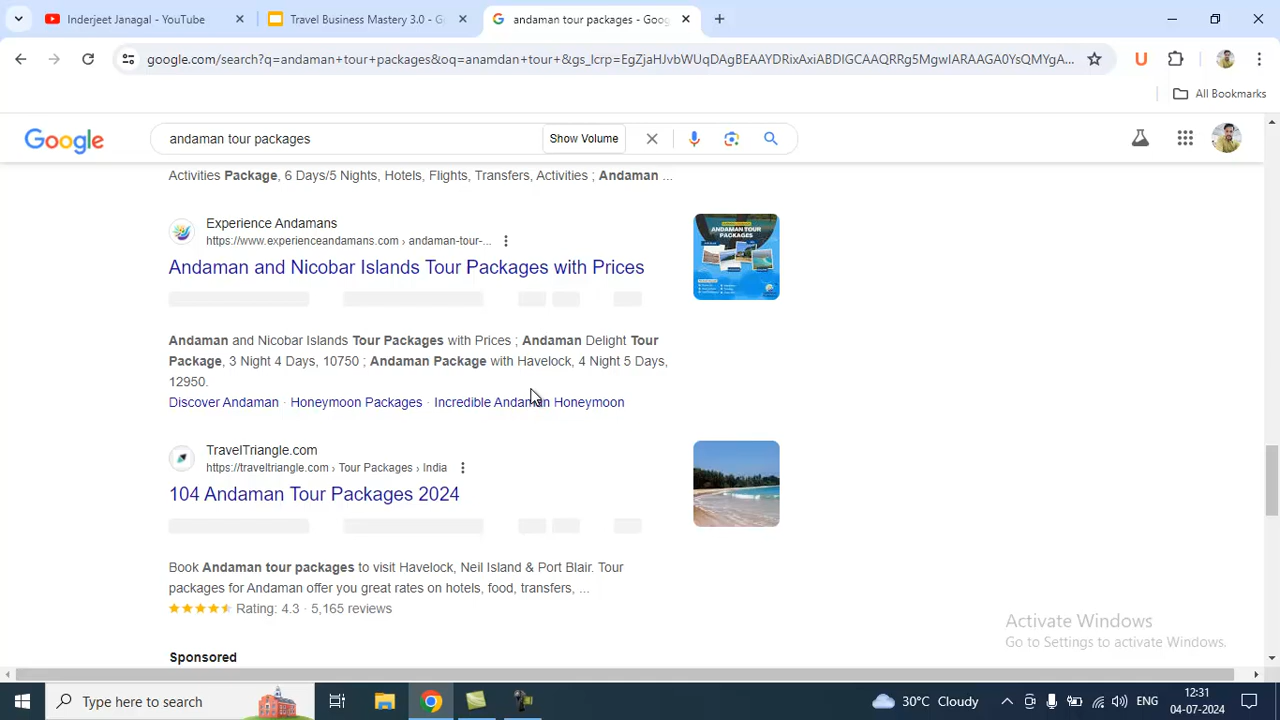 Inderjeet Janagal - YouTube
Travel Business Mastery 3.0 - G
andaman tour packages - Goog
google.com/search?q=andaman+tour+packages&oq=anamdan+tour+&gs_lcrp=EgZjaHJvbWUqDAgBEAAYDRixAxiABDIGCAAQRRg5MgwIARAAGA0YsQMYgA...
All Bookmarks
Google
andaman tour packages
Show Volume
Activities Package, 6 Days/5 Nights, Hotels, Flights, Transfers, Activities ; Andaman ...
Experience Andamans
https://www.experienceandamans.com › andaman-tour-...
Andaman and Nicobar Islands Tour Packages with Prices
ANDAMAN TOUR
PACKAGES
Andaman and Nicobar Islands Tour Packages with Prices ; Andaman Delight Tour
Package, 3 Night 4 Days, 10750 ; Andaman Package with Havelock, 4 Night 5 Days,
12950.
Discover Andaman · Honeymoon Packages · Incredible Andaman Honeymoon
TravelTriangle.com
https://traveltriangle.com › Tour Packages › India
104 Andaman Tour Packages 2024
Book Andaman tour packages to visit Havelock, Neil Island & Port Blair. Tour
packages for Andaman offer you great rates on hotels, food, transfers, ...
Rating: 4.3 · 5,165 reviews
Activate Windows
Go to Settings to activate Windows.
Sponsored
Type here to search
30°C Cloudy
ENG
12:31
04-07-2024